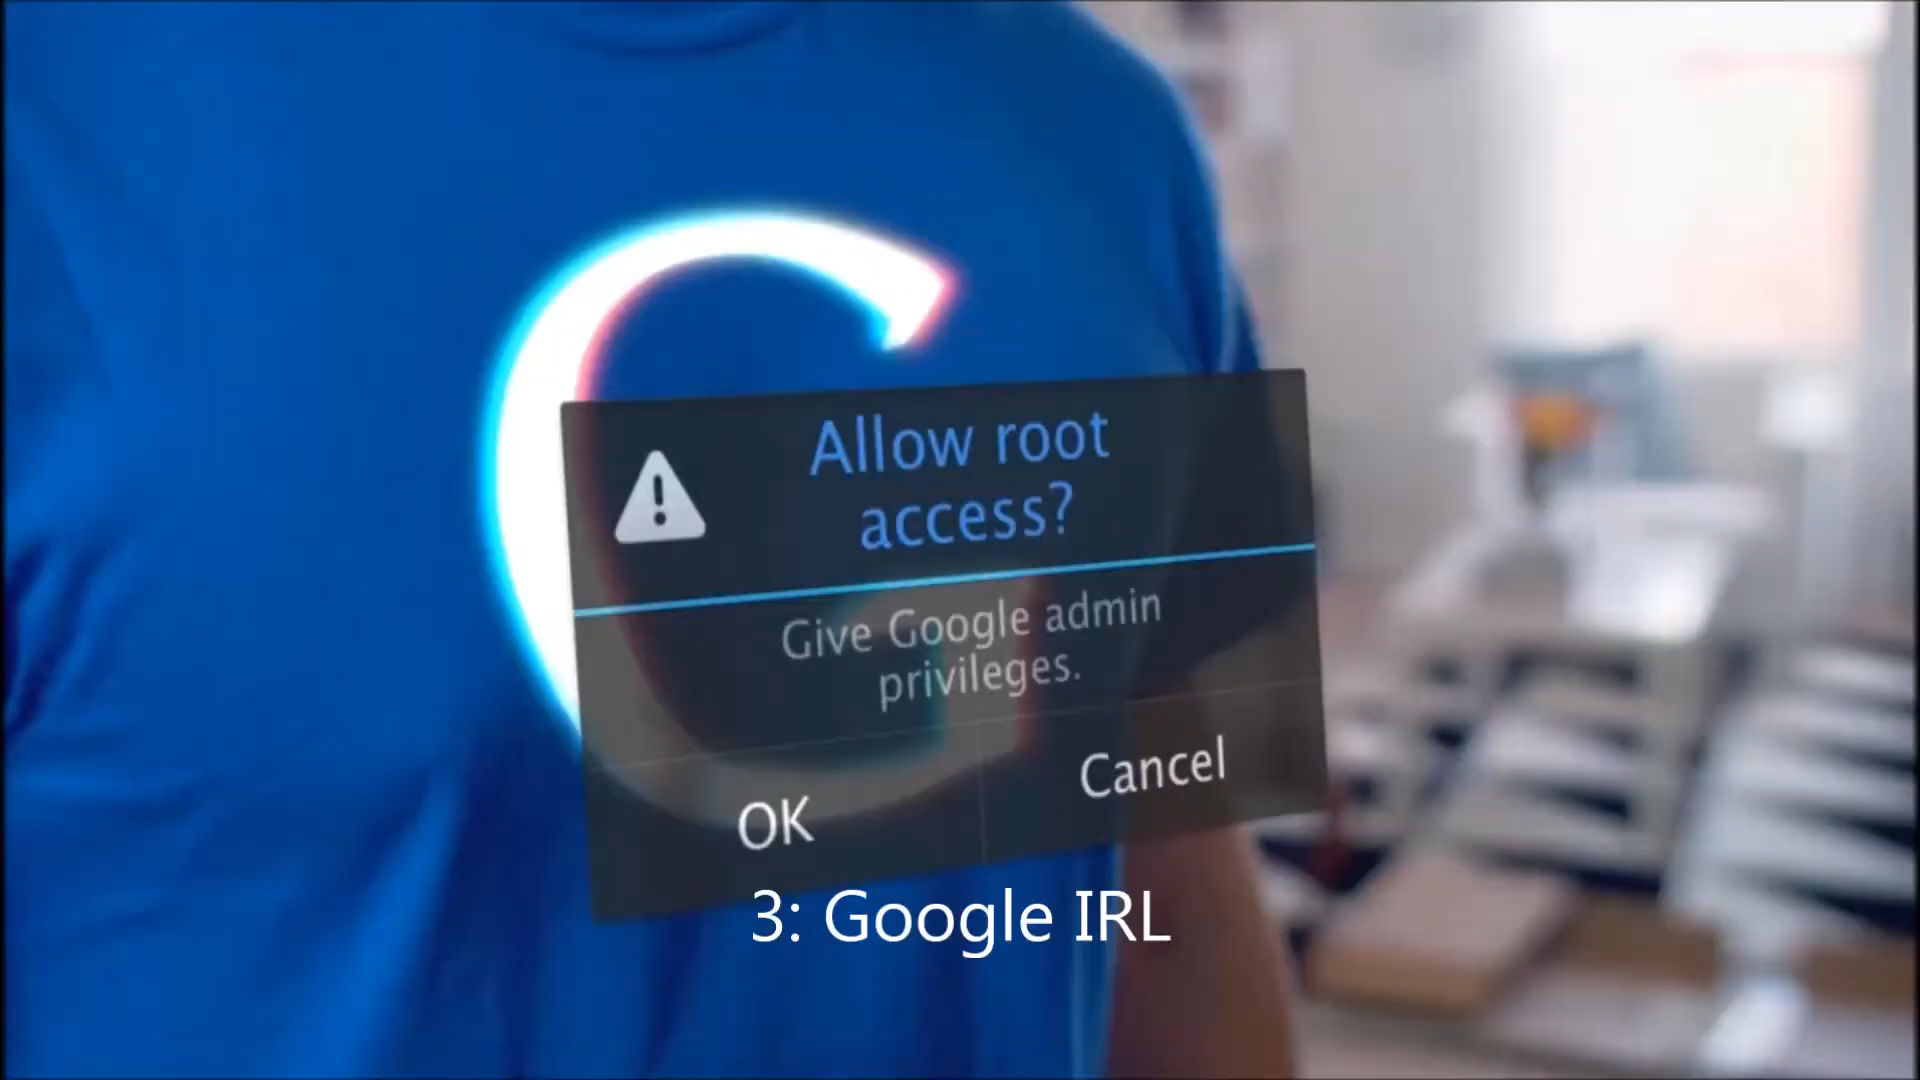 G
Allow root
access?
Give Google admin
privileges.
OK
Cancel
3: Google IRL